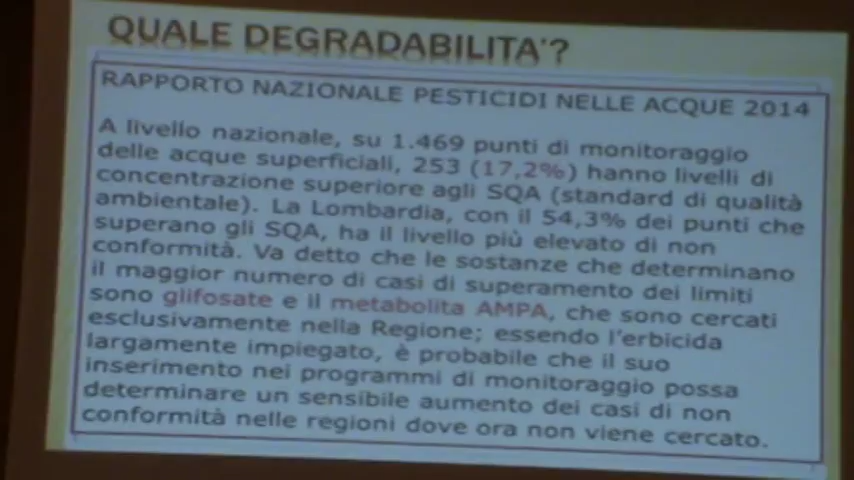 QUALE DEGRADABILITA'?
RAPPORTO NAZIONALE PESTICIDI NELLE ACQUE 2014
A livello nazionale, su 1.469 punti di monitoraggio
delle acque superficiali, 253 (17,2%) hanno livelli di
concentrazione superiore agli SQA (standard di qualità
ambientale). La Lombardia, con il 54,3% dei punti che
superano gli SQA, ha il livello più elevato di non
conformità. Va detto che le sostanze che determinano
il maggior numero di casi di superamento dei limiti
sono glifosate e il metabolita AMPA, che sono cercati
esclusivamente nella Regione; essendo l'erbicida
largamente impiegato, è probabile che il suo
inserimento nei programmi di monitoraggio possa
determinare un sensibile aumento dei casi di non
conformità nelle regioni dove ora non viene cercato.